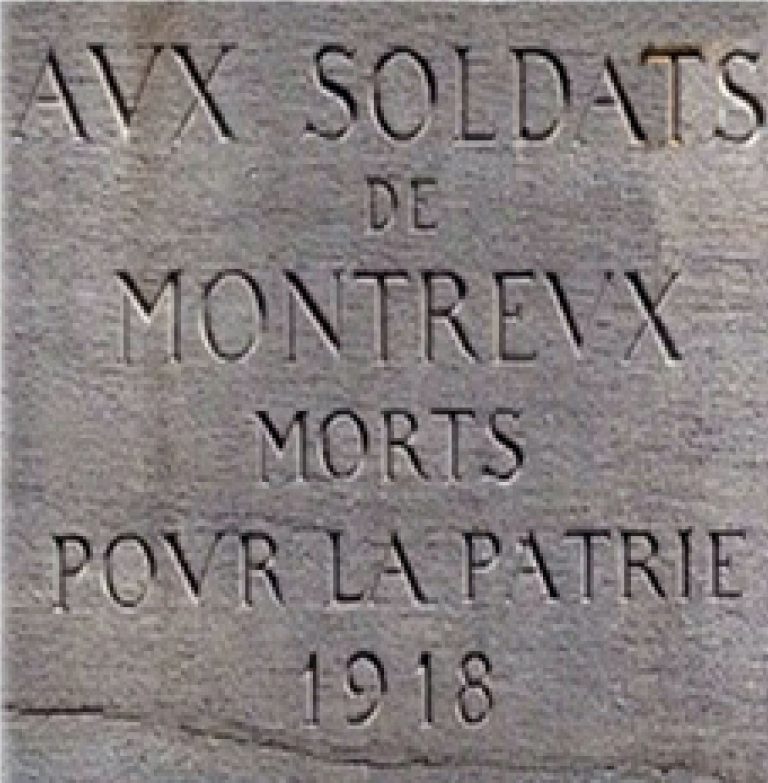 AVX SOLDATS
DE
MONTREVX
MORTS
POVR LA PATRIE
1918